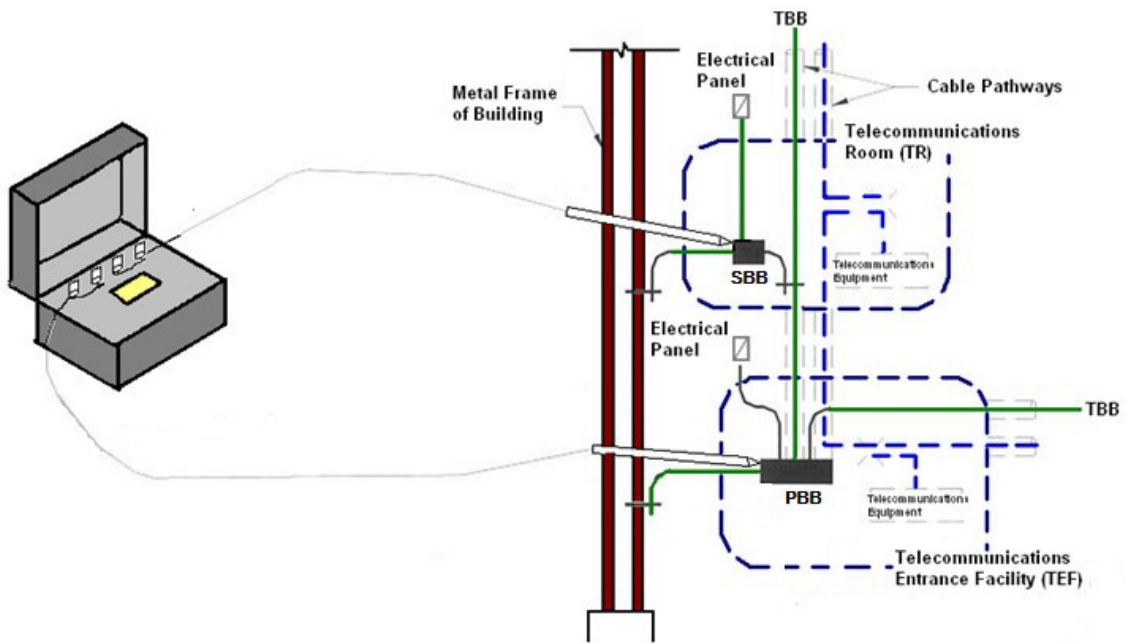 TBB
Electrical
Panel
Cable Pathways
Metal Frame
of Building
Telecommunications
Room (TR)
Telecommunications
Equipment
SBB
Electrical
Panel
TBB
Telecommunications
Equipment
PBB
Telecommunications
Entrance Facility (TEF)